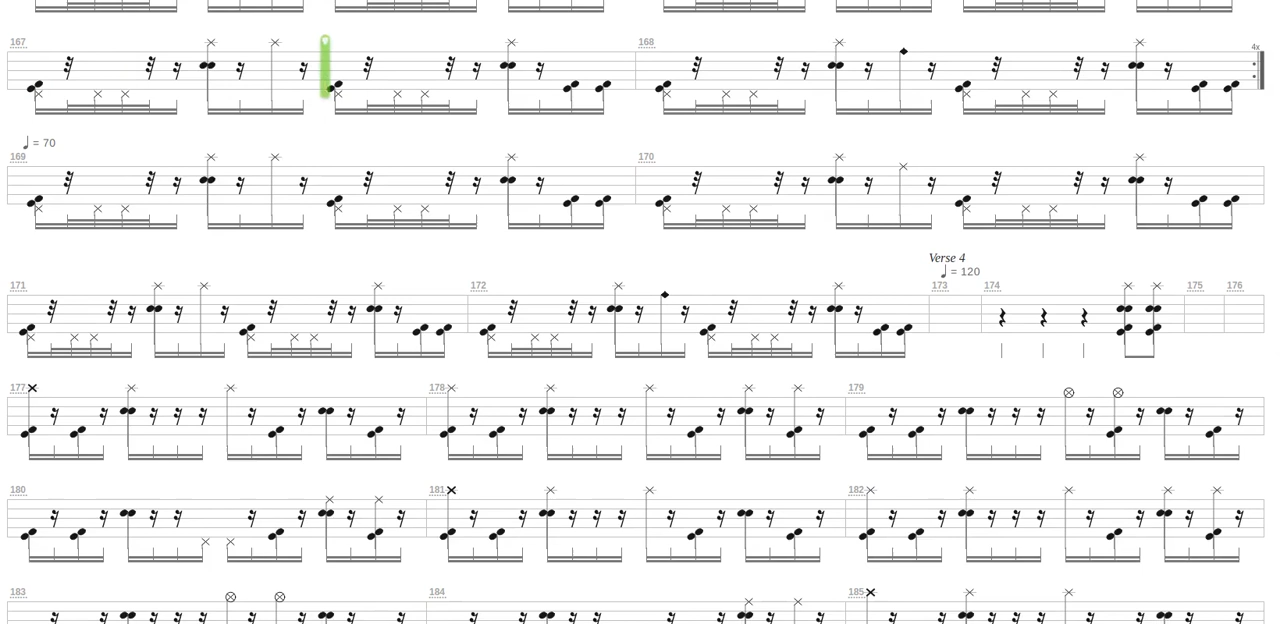 167 168 4x
♩ = 70
169 170
Verse 4
♩ = 120
171 172 173 174 175 176
177 178 179
180 181 182
183 184 185